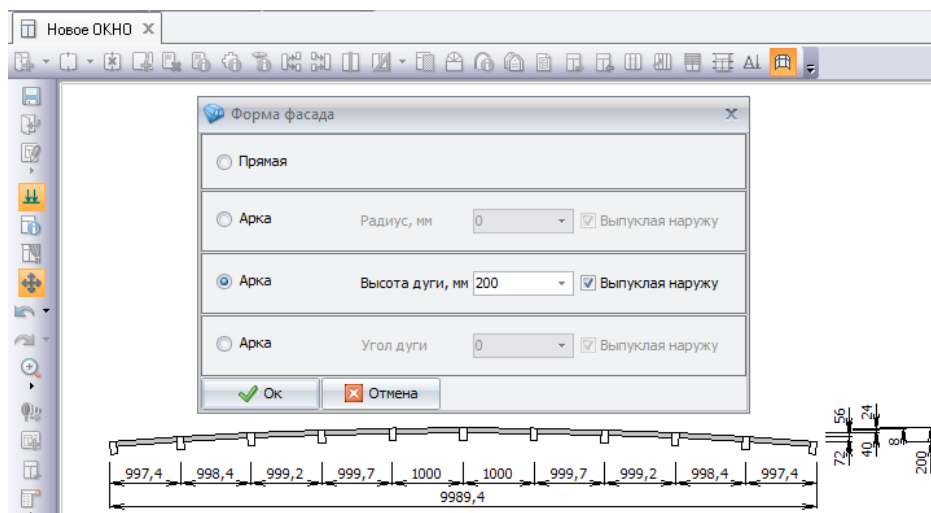 Новое ОКНО
Форма фасада
Прямая
Арка Радиус, мм 0 Выпуклая наружу
Арка Высота дуги, мм 200 Выпуклая наружу
Арка Угол дуги 0 Выпуклая наружу
Ок Отмена
56 24
72 40 8 200
997,4 998,4 999,2 999,7 1000 1000 999,7 999,2 998,4 997,4
9989,4